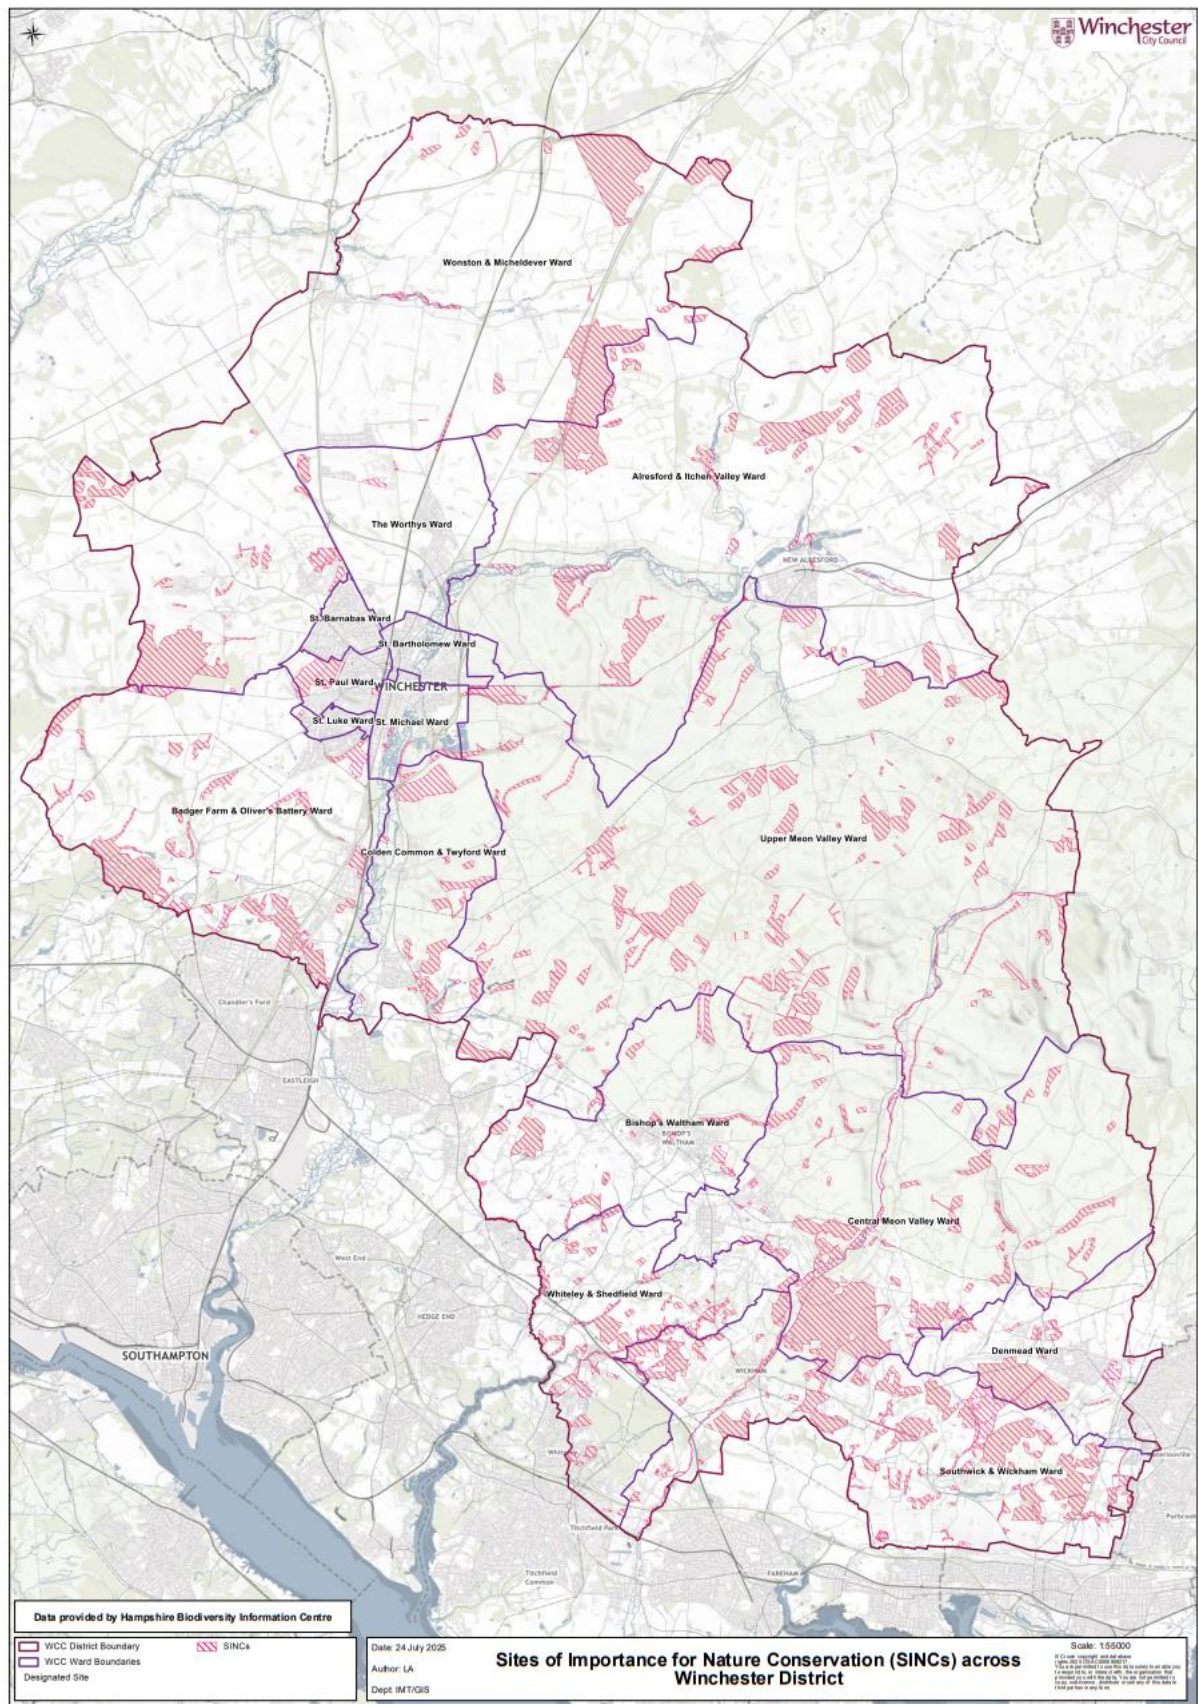 Winchester
City Council
Wonston & Micheldever Ward
Alresford & Itchen Valley Ward
The Worthys Ward
NEW ALRESFORD
St. Barnabas Ward
St. Bartholomew Ward
St. Paul Ward
WINCHESTER
St. Luke Ward
St. Michael Ward
Badger Farm & Oliver's Battery Ward
Upper Meon Valley Ward
Colden Common & Twyford Ward
Chandler's Ford
EASTLEIGH
Bishop's Waltham Ward
BISHOP'S
WALTHAM
Central Meon Valley Ward
West End
Whiteley & Shedfield Ward
HEDGE END
SOUTHAMPTON
Denmead Ward
WICKHAM
Southwick & Wickham Ward
Titchfield Park
Titchfield
Common
FAREHAM
Data provided by Hampshire Biodiversity Information Centre
WCC District Boundary
SINCs
WCC Ward Boundaries
Designated Site
Date: 24 July 2025
Author: LA
Dept: IMT/GIS
Sites of Importance for Nature Conservation (SINCs) across
Winchester District
Scale: 1:55000